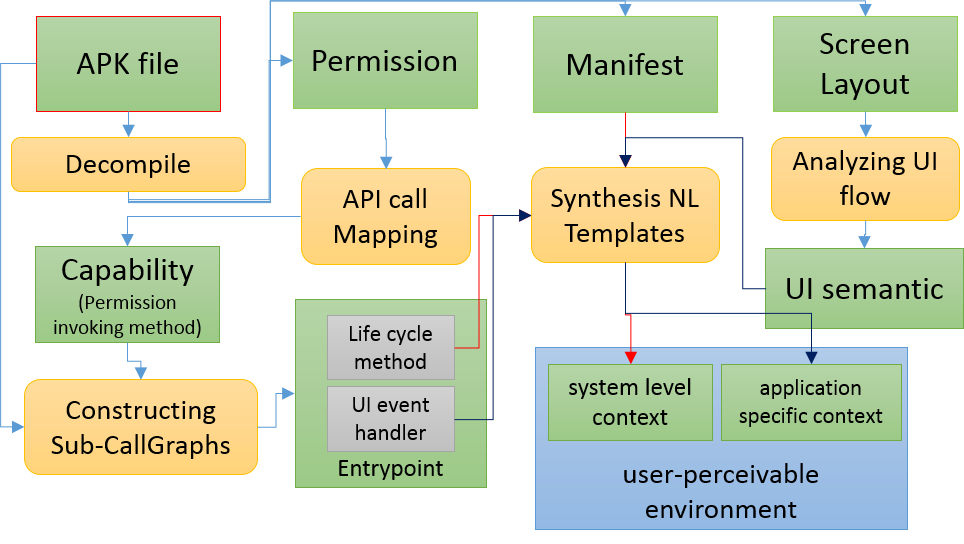 APK file
Permission
Manifest
Screen
Layout
Decompile
API call
Mapping
Synthesis NL
Templates
Analyzing UI
flow
Capability
(Permission
invoking method)
UI semantic
Life cycle
method
UI event
handler
Entrypoint
Constructing
Sub-CallGraphs
system level
context
application
specific context
user-perceivable
environment